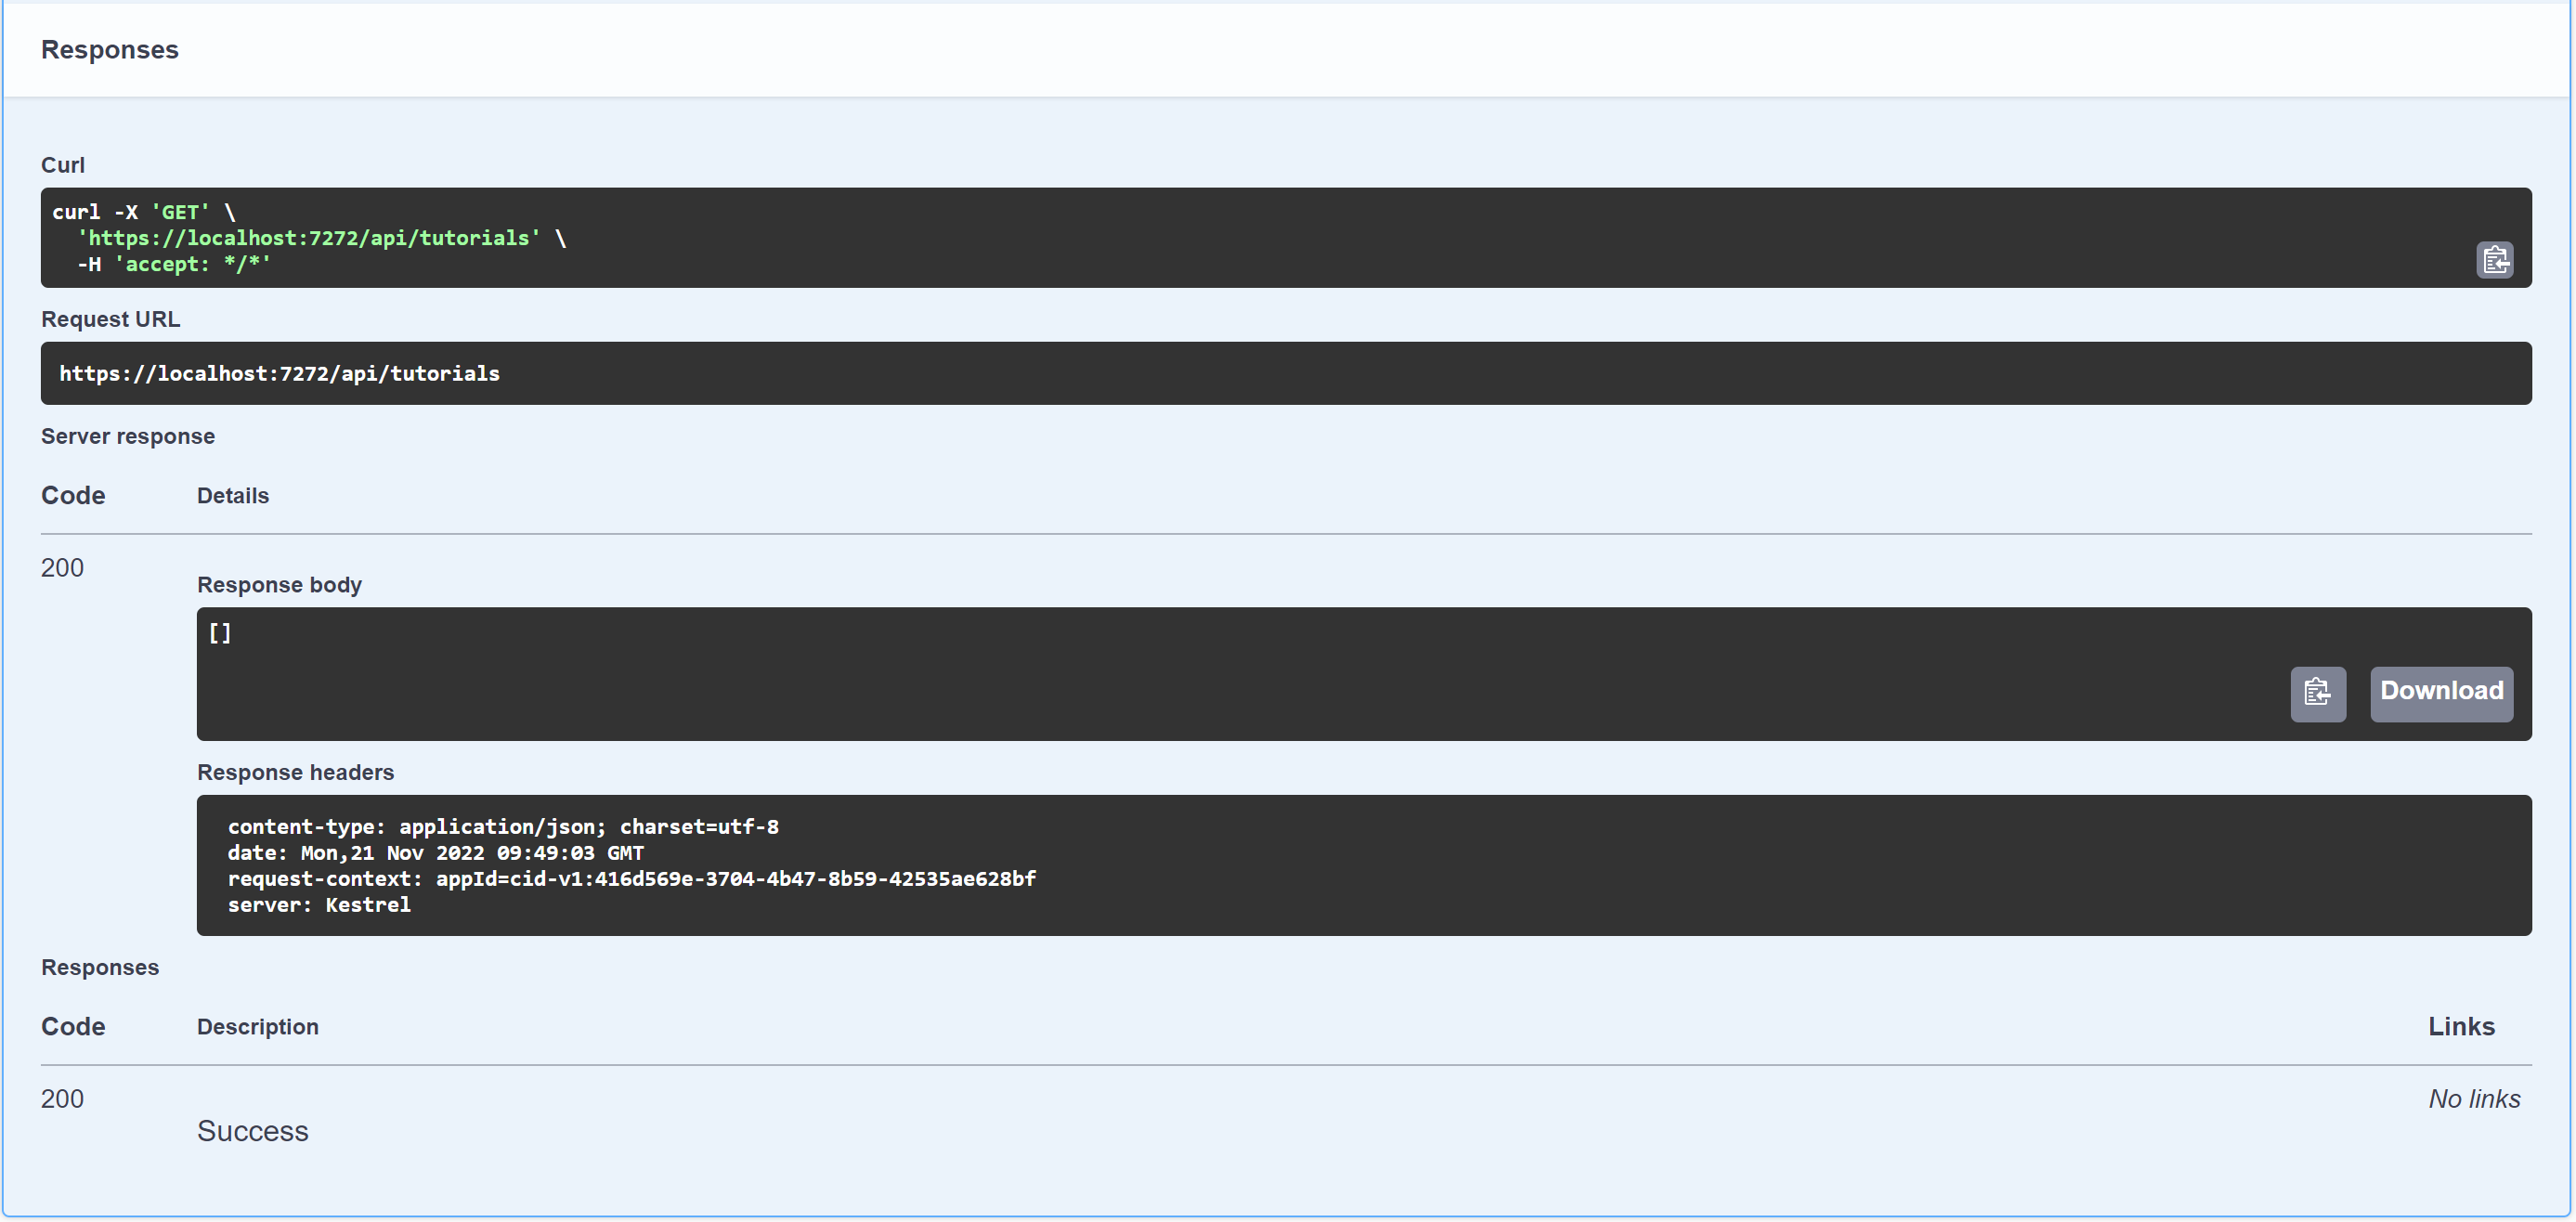 Responses
Curl
curl -X 'GET' \
  'https://localhost:7272/api/tutorials' \
  -H 'accept: */*'
Request URL
https://localhost:7272/api/tutorials
Server response
Code Details
200
Response body
[]
Download
Response headers
content-type: application/json; charset=utf-8
date: Mon,21 Nov 2022 09:49:03 GMT
request-context: appId=cid-v1:416d569e-3704-4b47-8b59-42535ae628bf
server: Kestrel
Responses
Code Description Links
200 No links
Success